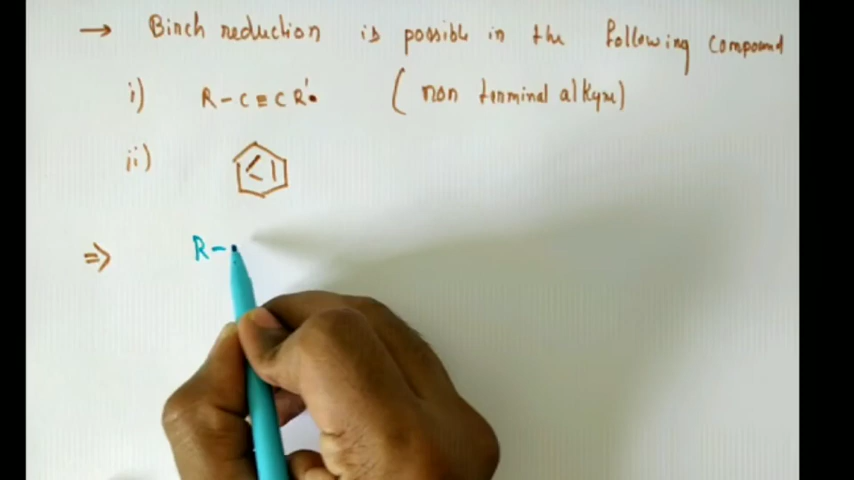 → Birch reduction is possible in the following compound
i) R-C≡CR' (non terminal alkyne)
ii)
⇒ R-